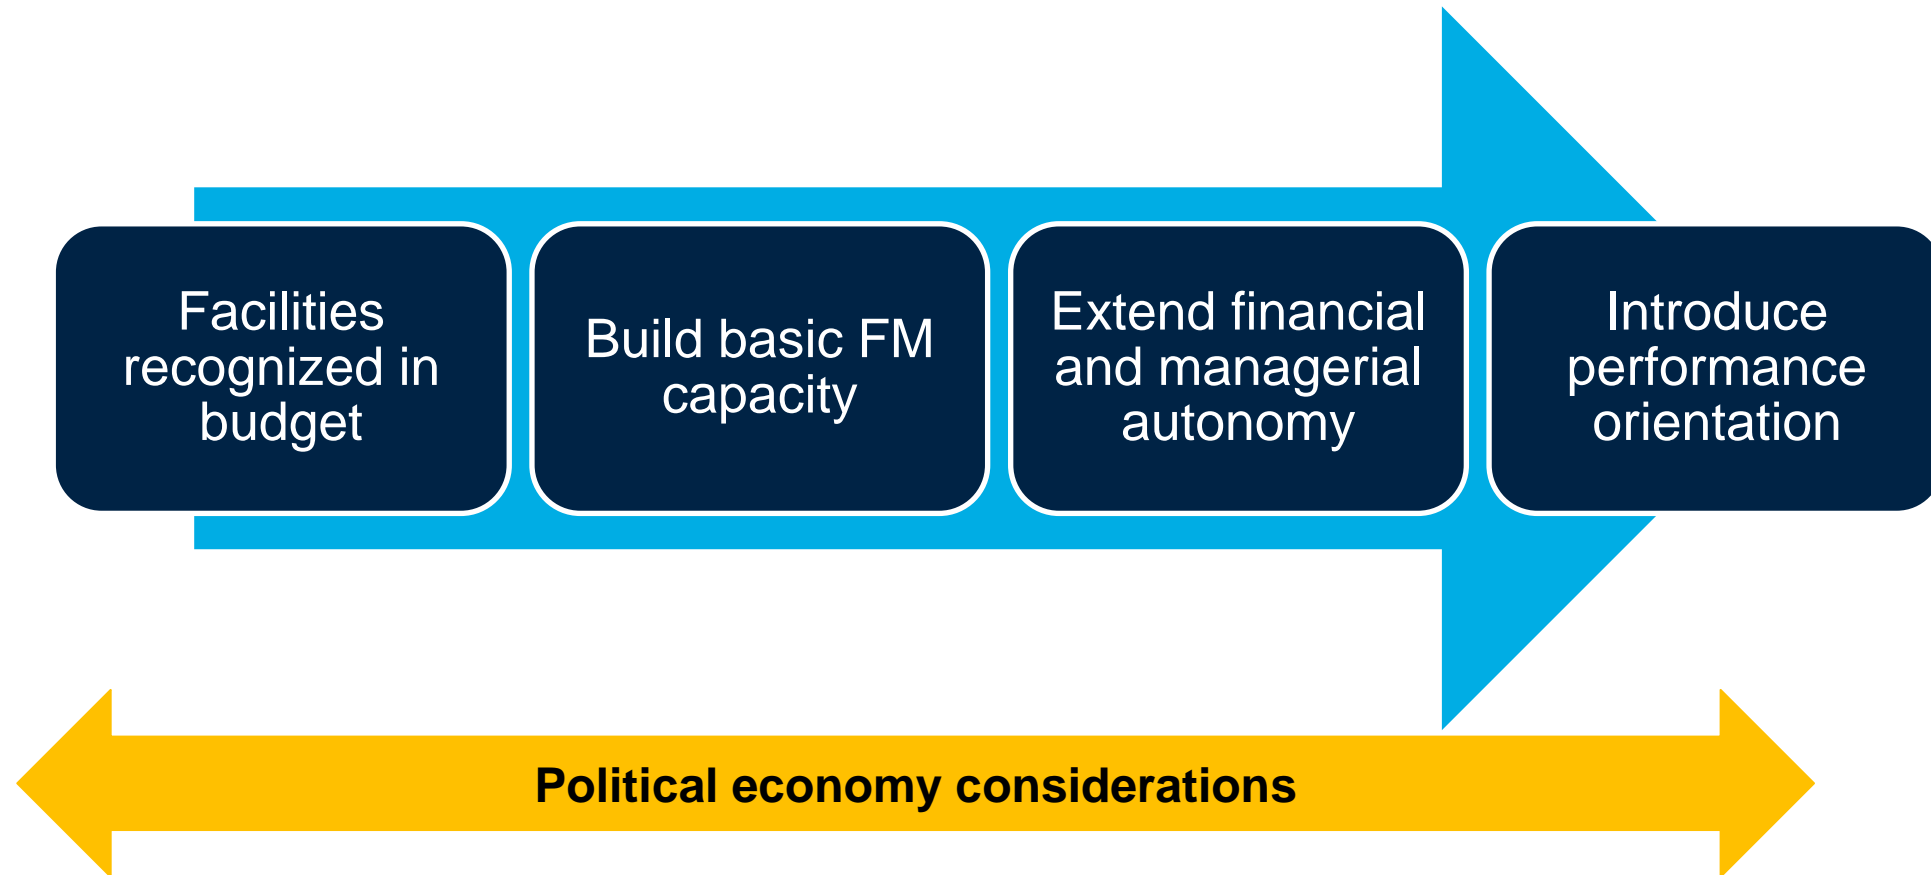 Facilities
recognized in
budget
Build basic FM
capacity
Extend financial
and managerial
autonomy
Introduce
performance
orientation
Political economy considerations